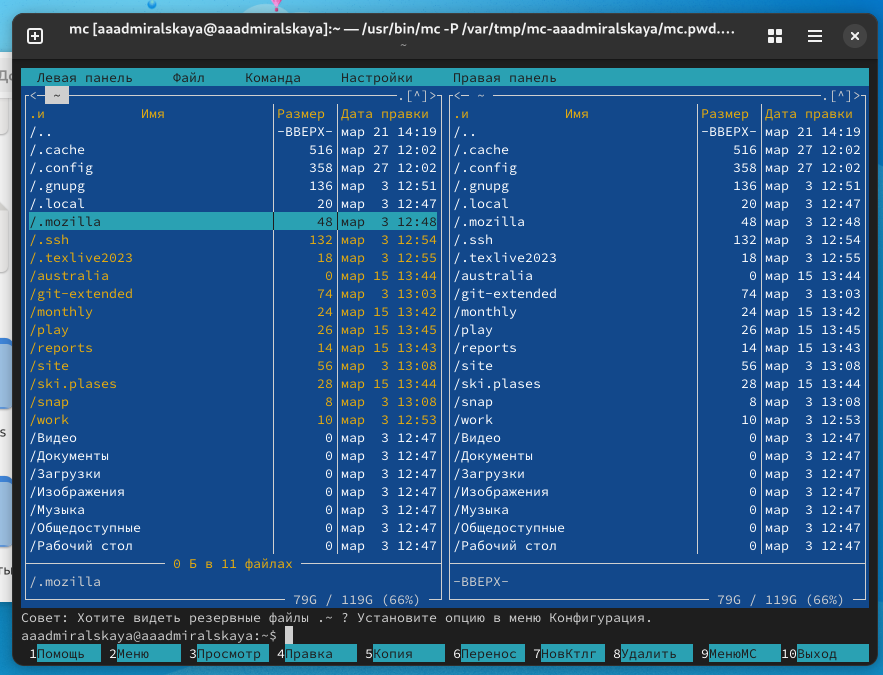 mc [aaadmiralskaya@aaadmiralskaya]:~ — /usr/bin/mc -P /var/tmp/mc-aaadmiralskaya/mc.pwd....
~
Левая панель Файл Команда Настройки Правая панель
<- ~ .[^]> <- ~ .[^]>
.и Имя Размер Дата правки .и Имя Размер Дата правки
/.. -ВВЕРХ- мар 21 14:19 /.. -ВВЕРХ- мар 21 14:19
/.cache 516 мар 27 12:02 /.cache 516 мар 27 12:02
/.config 358 мар 27 12:02 /.config 358 мар 27 12:02
/.gnupg 136 мар 3 12:51 /.gnupg 136 мар 3 12:51
/.local 20 мар 3 12:47 /.local 20 мар 3 12:47
/.mozilla 48 мар 3 12:48 /.mozilla 48 мар 3 12:48
/.ssh 132 мар 3 12:54 /.ssh 132 мар 3 12:54
/.texlive2023 18 мар 3 12:55 /.texlive2023 18 мар 3 12:55
/australia 0 мар 15 13:44 /australia 0 мар 15 13:44
/git-extended 74 мар 3 13:03 /git-extended 74 мар 3 13:03
/monthly 24 мар 15 13:42 /monthly 24 мар 15 13:42
/play 26 мар 15 13:45 /play 26 мар 15 13:45
/reports 14 мар 15 13:43 /reports 14 мар 15 13:43
/site 56 мар 3 13:08 /site 56 мар 3 13:08
/ski.plases 28 мар 15 13:44 /ski.plases 28 мар 15 13:44
/snap 8 мар 3 13:08 /snap 8 мар 3 13:08
/work 10 мар 3 12:53 /work 10 мар 3 12:53
/Видео 0 мар 3 12:47 /Видео 0 мар 3 12:47
/Документы 0 мар 3 12:47 /Документы 0 мар 3 12:47
/Загрузки 0 мар 3 12:47 /Загрузки 0 мар 3 12:47
/Изображения 0 мар 3 12:47 /Изображения 0 мар 3 12:47
/Музыка 0 мар 3 12:47 /Музыка 0 мар 3 12:47
/Общедоступные 0 мар 3 12:47 /Общедоступные 0 мар 3 12:47
/Рабочий стол 0 мар 3 12:47 /Рабочий стол 0 мар 3 12:47
0 Б в 11 файлах
/.mozilla -ВВЕРХ-
79G / 119G (66%) 79G / 119G (66%)
Совет: Хотите видеть резервные файлы .~ ? Установите опцию в меню Конфигурация.
aaadmiralskaya@aaadmiralskaya:~$
1Помощь 2Меню 3Просмотр 4Правка 5Копия 6Перенос 7НовКтлг 8Удалить 9МенюМС 10Выход